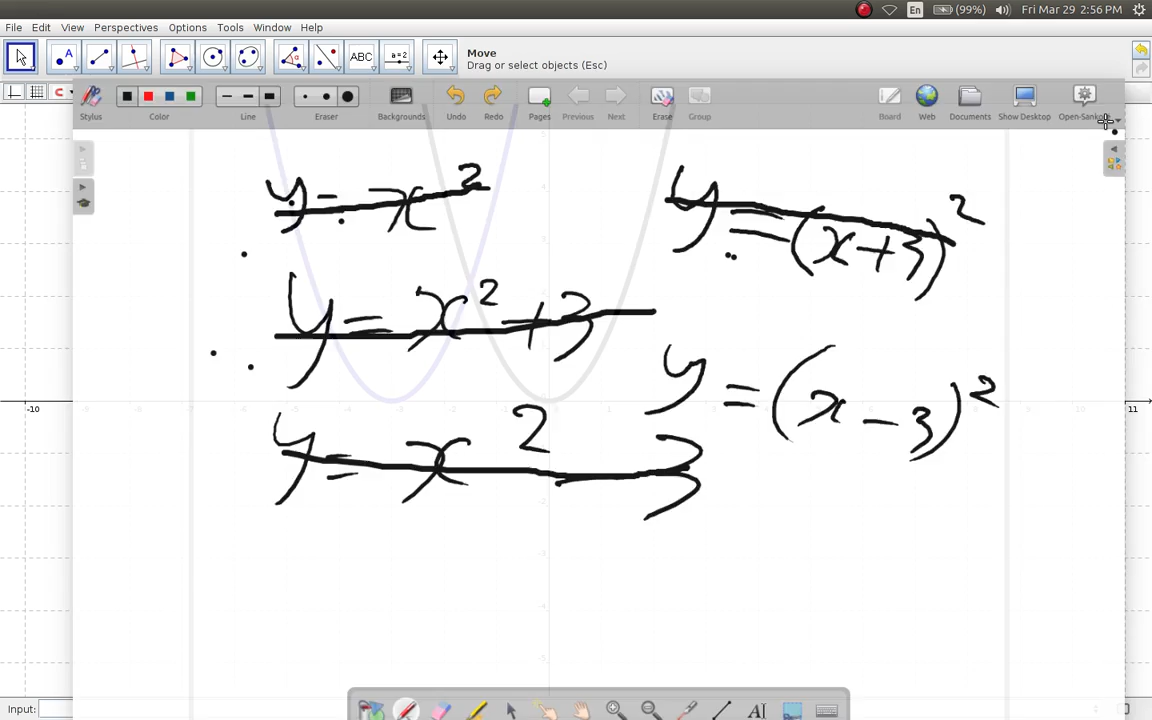 En (99%) Fri Mar 29 2:56 PM
File Edit View Perspectives Options Tools Window Help
A ABC a=2 Move
Drag or select objects (Esc)
Stylus Color Line Eraser Backgrounds Undo Redo Pages Previous Next Erase Group Board Web Documents Show Desktop
y = x²
y = (x+3)²
y = x² + 3
y = (x - 3)²
-10 11
y = x² - 3
Input: